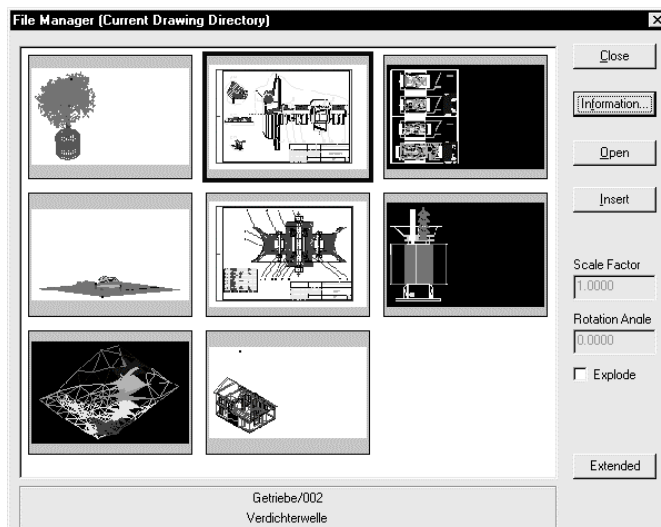 File Manager (Current Drawing Directory)
Close
Information...
Open
Insert
Scale Factor
1.0000
Rotation Angle
0.0000
Explode
Extended
Getriebe/002
Verdichterwelle